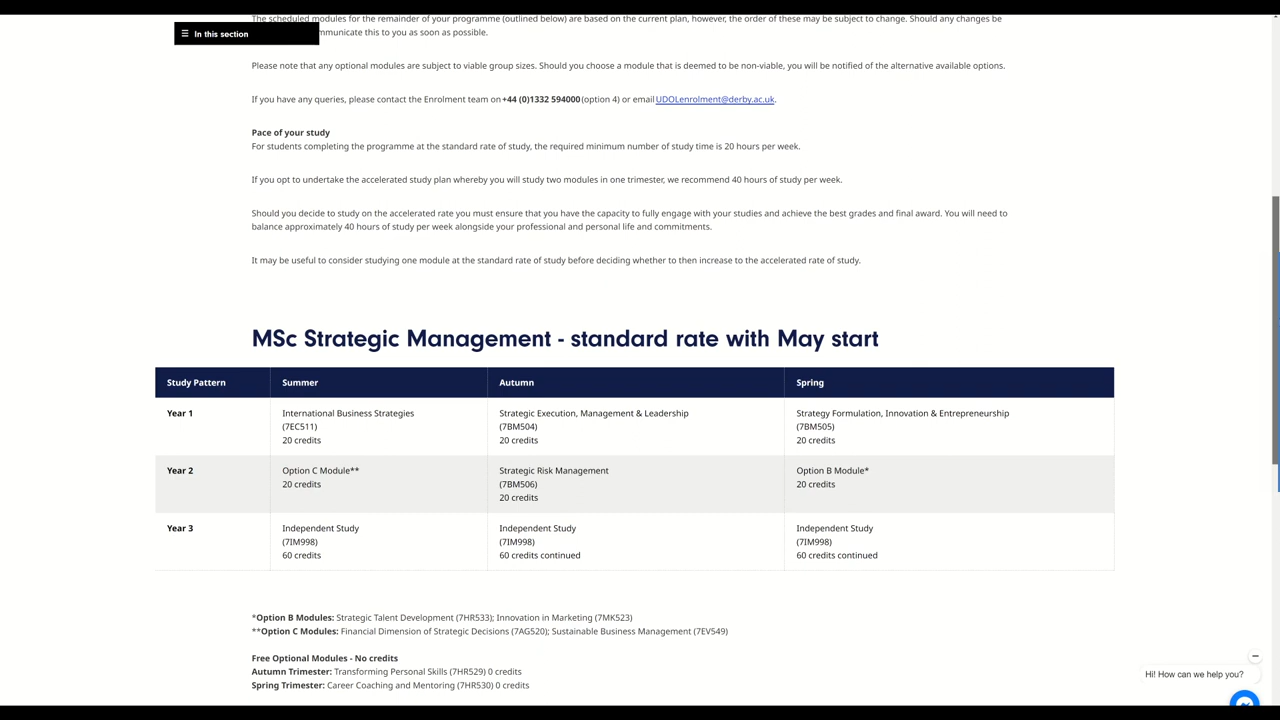 The scheduled modules for the remainder of your programme (outlined below) are based on the current plan, however, the order of these may be subject to change. Should any changes be
☰ In this section
mmunicate this to you as soon as possible.
Please note that any optional modules are subject to viable group sizes. Should you choose a module that is deemed to be non-viable, you will be notified of the alternative available options.
If you have any queries, please contact the Enrolment team on +44 (0)1332 594000 (option 4) or email UDOLenrolment@derby.ac.uk.
Pace of your study
For students completing the programme at the standard rate of study, the required minimum number of study time is 20 hours per week.
If you opt to undertake the accelerated study plan whereby you will study two modules in one trimester, we recommend 40 hours of study per week.
Should you decide to study on the accelerated rate you must ensure that you have the capacity to fully engage with your studies and achieve the best grades and final award. You will need to
balance approximately 40 hours of study per week alongside your professional and personal life and commitments.
It may be useful to consider studying one module at the standard rate of study before deciding whether to then increase to the accelerated rate of study.
MSc Strategic Management - standard rate with May start
Study Pattern Summer Autumn Spring
Year 1 International Business Strategies Strategic Execution, Management & Leadership Strategy Formulation, Innovation & Entrepreneurship
(7EC511) (7BM504) (7BM505)
20 credits 20 credits 20 credits
Year 2 Option C Module** Strategic Risk Management Option B Module*
20 credits (7BM506) 20 credits
20 credits
Year 3 Independent Study Independent Study Independent Study
(7IM998) (7IM998) (7IM998)
60 credits 60 credits continued 60 credits continued
*Option B Modules: Strategic Talent Development (7HR533); Innovation in Marketing (7MK523)
**Option C Modules: Financial Dimension of Strategic Decisions (7AG520); Sustainable Business Management (7EV549)
Free Optional Modules - No credits
Autumn Trimester: Transforming Personal Skills (7HR529) 0 credits
Spring Trimester: Career Coaching and Mentoring (7HR530) 0 credits
Hi! How can we help you?